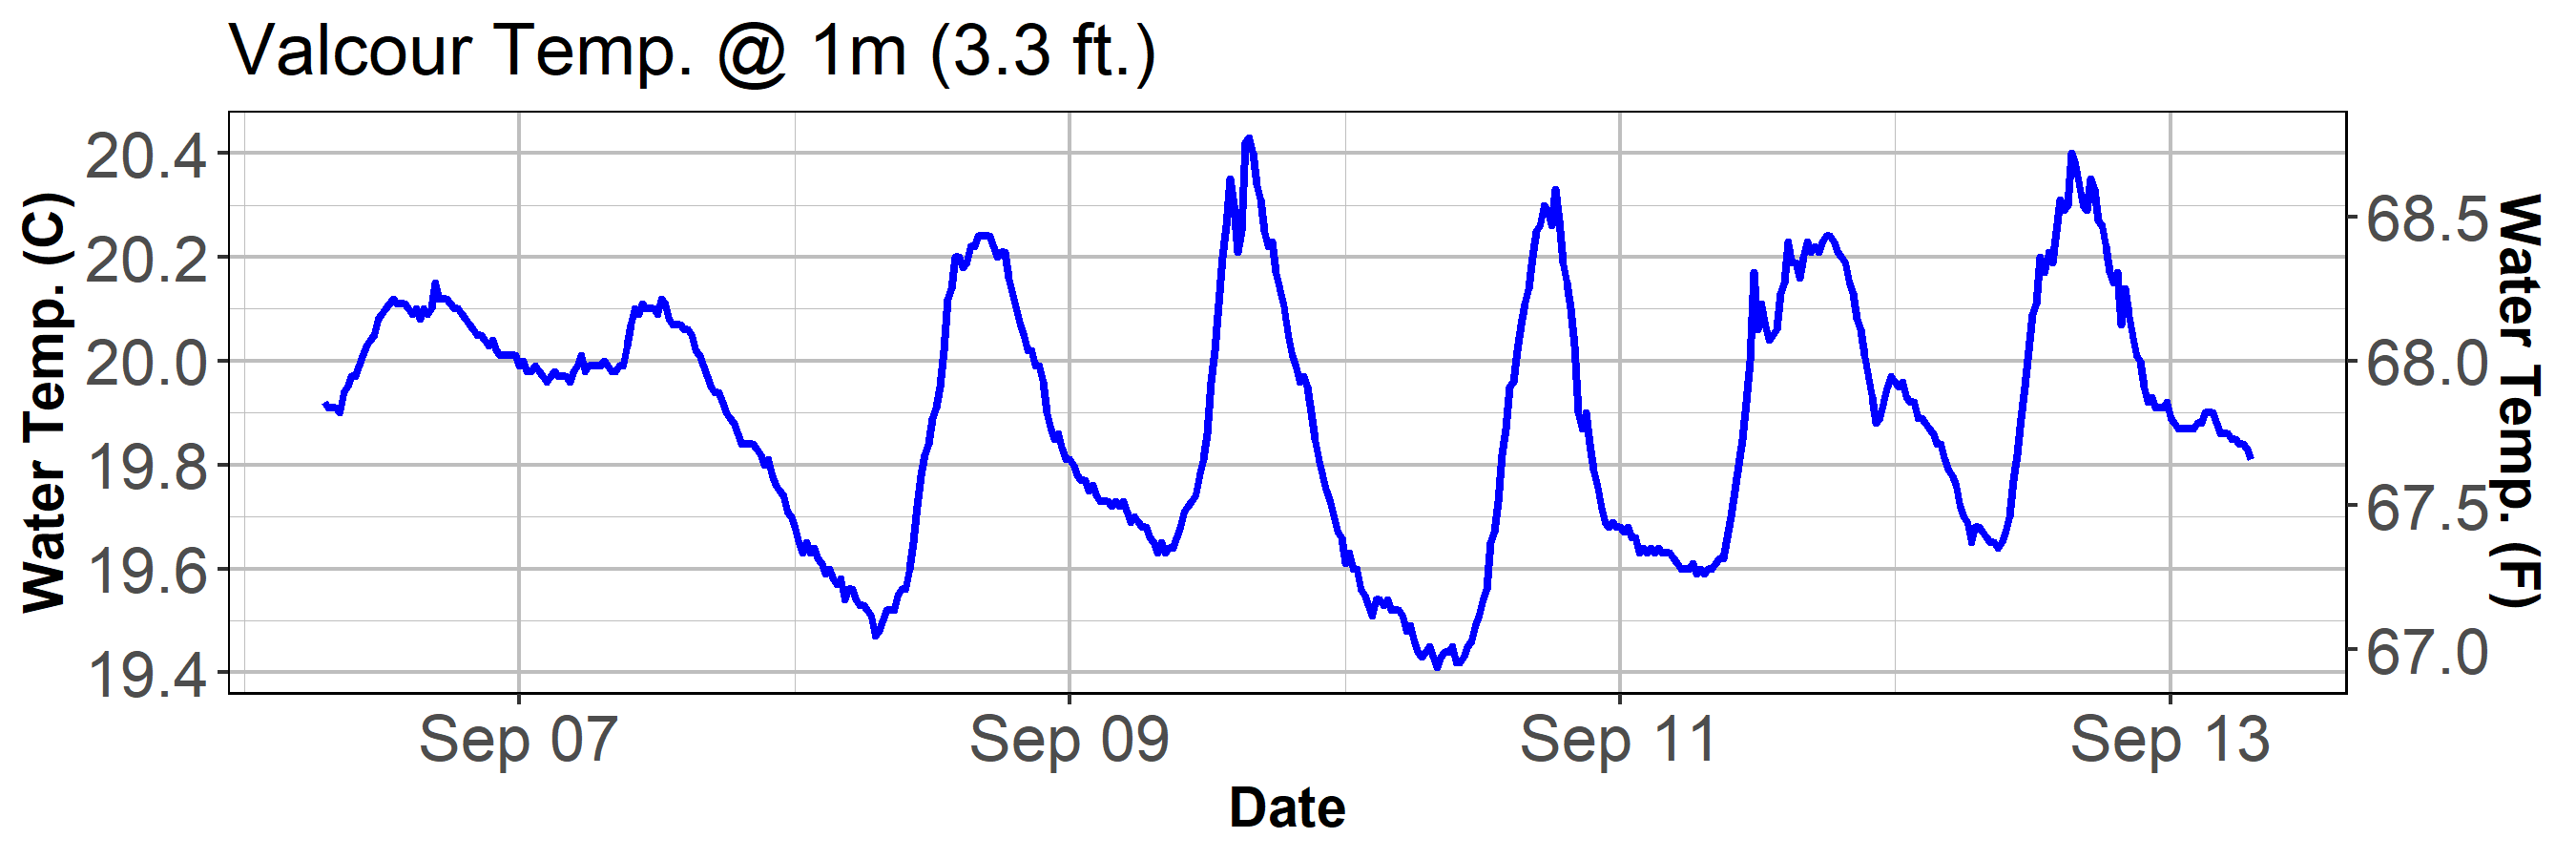 Valcour Temp. @ 1m (3.3 ft.)
Water Temp. (C)
20.4
20.2
20.0
19.8
19.6
19.4
68.5
68.0
67.5
67.0
Water Temp. (F)
Sep 07
Sep 09
Sep 11
Sep 13
Date